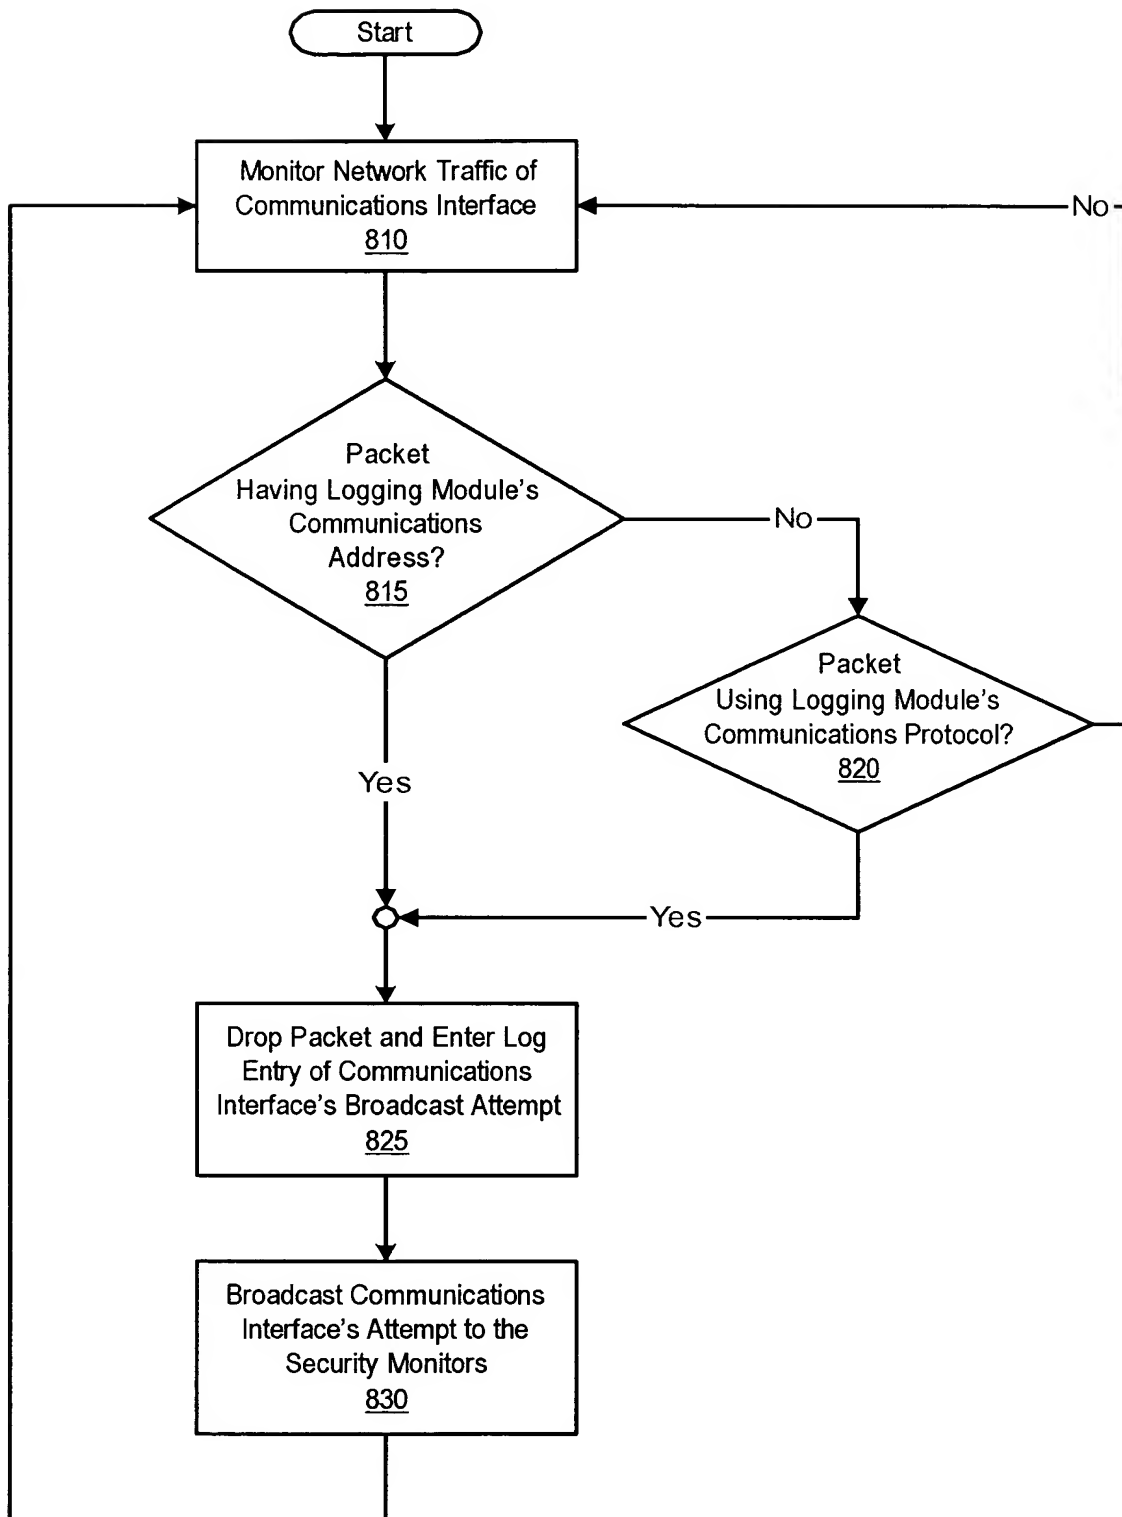 Start
Monitor Network Traffic of
Communications Interface
810
No
Packet
Having Logging Module's
Communications
Address?
815
No
Packet
Using Logging Module's
Communications Protocol?
820
Yes
Yes
Drop Packet and Enter Log
Entry of Communications
Interface's Broadcast Attempt
825
Broadcast Communications
Interface's Attempt to the
Security Monitors
830